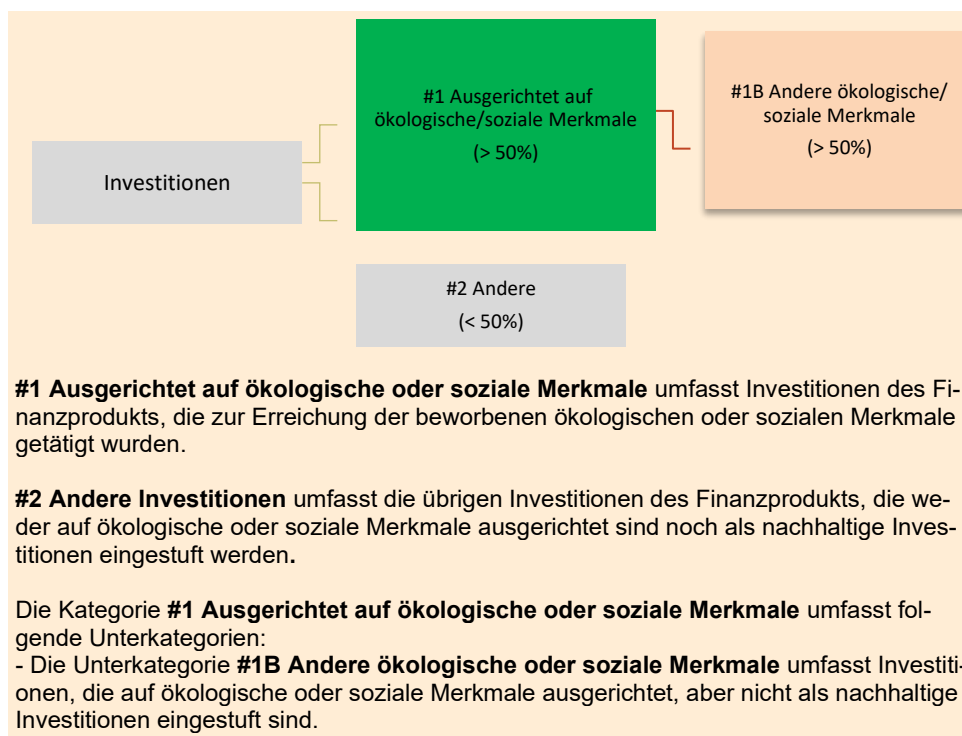 #1 Ausgerichtet auf
ökologische/soziale Merkmale
(> 50%)
#1B Andere ökologische/
soziale Merkmale
(> 50%)
Investitionen
#2 Andere
(< 50%)
#1 Ausgerichtet auf ökologische oder soziale Merkmale umfasst Investitionen des Fi-
nanzprodukts, die zur Erreichung der beworbenen ökologischen oder sozialen Merkmale
getätigt wurden.
#2 Andere Investitionen umfasst die übrigen Investitionen des Finanzprodukts, die we-
der auf ökologische oder soziale Merkmale ausgerichtet sind noch als nachhaltige Inves-
titionen eingestuft werden.
Die Kategorie #1 Ausgerichtet auf ökologische oder soziale Merkmale umfasst fol-
gende Unterkategorien:
- Die Unterkategorie #1B Andere ökologische oder soziale Merkmale umfasst Investiti-
onen, die auf ökologische oder soziale Merkmale ausgerichtet, aber nicht als nachhaltige
Investitionen eingestuft sind.